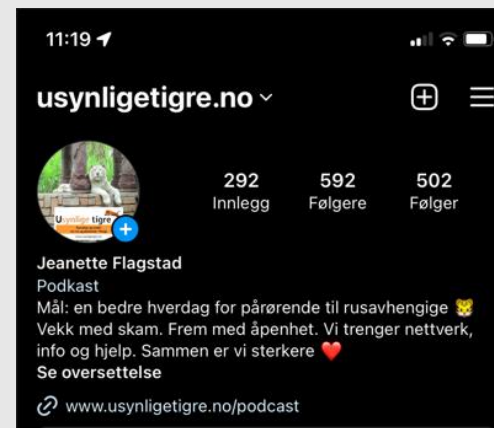 11:19
usynligetigre.no
292 592 502
Innlegg Følgere Følger
Usynlige tigre
Jeanette Flagstad
Podkast
Mål: en bedre hverdag for pårørende til rusavhengige 🐯
Vekk med skam. Frem med åpenhet. Vi trenger nettverk,
info og hjelp. Sammen er vi sterkere ❤️
Se oversettelse
www.usynligetigre.no/podcast